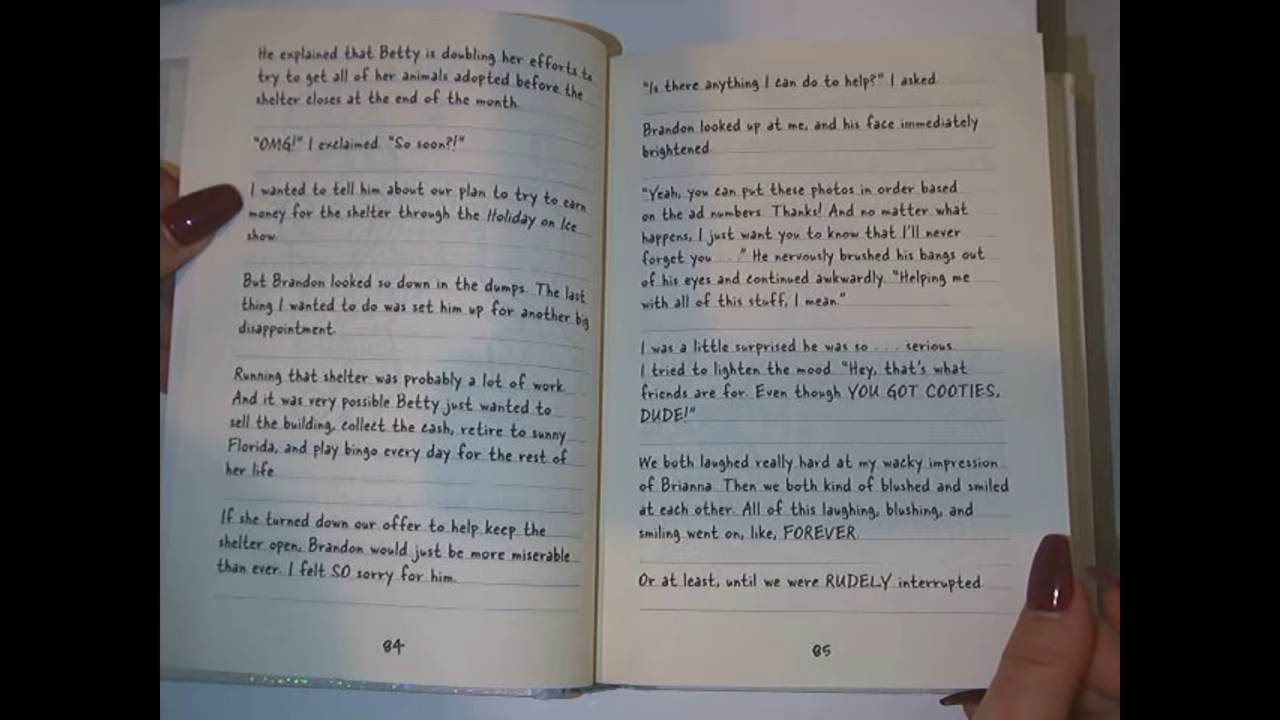 He explained that Betty is doubling her efforts to
try to get all of her animals adopted before the
shelter closes at the end of the month.
"OMG!" I exclaimed. "So soon?!"
I wanted to tell him about our plan to try to earn
money for the shelter through the Holiday on Ice
show.
But Brandon looked so down in the dumps. The last
thing I wanted to do was set him up for another big
disappointment.
Running that shelter was probably a lot of work.
And it was very possible Betty just wanted to
sell the building, collect the cash, retire to sunny
Florida, and play bingo every day for the rest of
her life.
If she turned down our offer to help keep the
shelter open, Brandon would just be more miserable
than ever. I felt SO sorry for him.
84
"Is there anything I can do to help?" I asked.
Brandon looked up at me, and his face immediately
brightened.
"Yeah, you can put these photos in order based
on the ad numbers. Thanks! And no matter what
happens, I just want you to know that I'll never
forget you . . ." He nervously brushed his bangs out
of his eyes and continued awkwardly. "Helping me
with all of this stuff, I mean."
I was a little surprised he was so . . . serious.
I tried to lighten the mood. "Hey, that's what
friends are for. Even though YOU GOT COOTIES,
DUDE!"
We both laughed really hard at my wacky impression
of Brianna. Then we both kind of blushed and smiled
at each other. All of this laughing, blushing, and
smiling went on, like, FOREVER.
Or at least, until we were RUDELY interrupted.
85